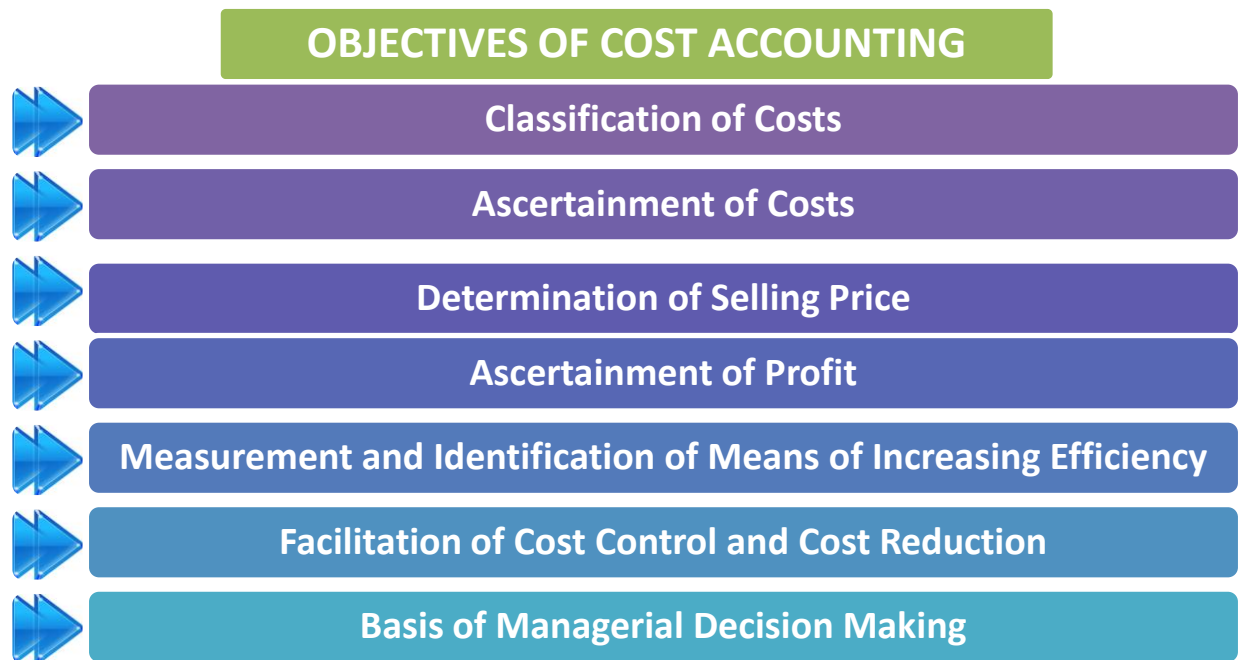 OBJECTIVES OF COST ACCOUNTING
Classification of Costs
Ascertainment of Costs
Determination of Selling Price
Ascertainment of Profit
Measurement and Identification of Means of Increasing Efficiency
Facilitation of Cost Control and Cost Reduction
Basis of Managerial Decision Making